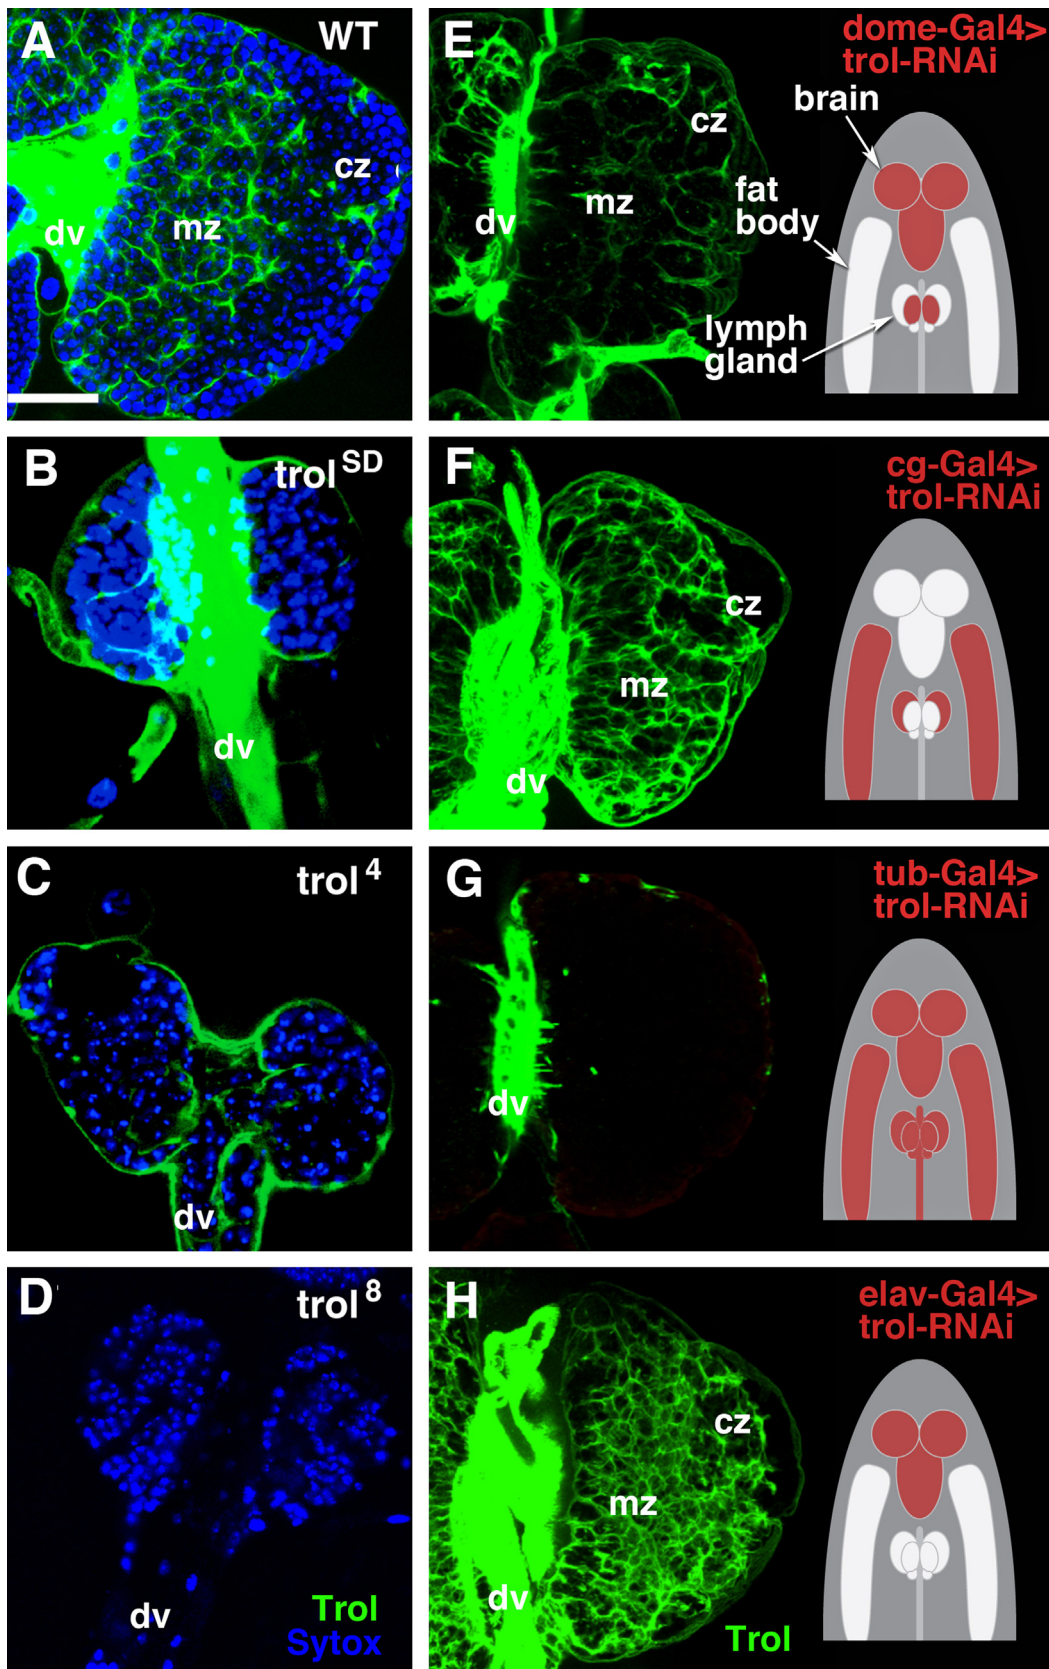 A
WT
cz
mz
dv
B
trol SD
dv
C
trol 4
dv
D
trol 8
dv
Trol
Sytox
E
dome-Gal4>
trol-RNAi
brain
cz
fat
body
mz
dv
lymph
gland
F
cg-Gal4>
trol-RNAi
cz
mz
dv
G
tub-Gal4>
trol-RNAi
dv
H
elav-Gal4>
trol-RNAi
cz
mz
dv
Trol